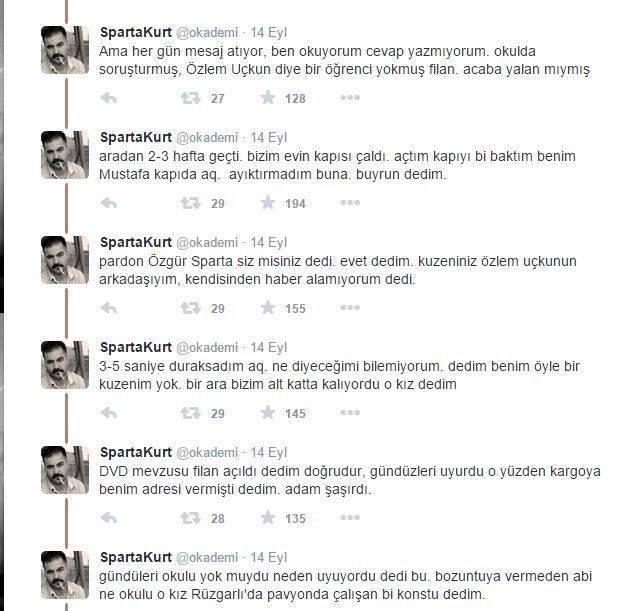 SpartaKurt @okademi · 14 Eyl
Ama her gün mesaj atıyor, ben okuyorum cevap yazmıyorum. okulda
soruşturmuş, Özlem Uçkun diye bir öğrenci yokmuş filan. acaba yalan mıymış
27 128
SpartaKurt @okademi · 14 Eyl
aradan 2-3 hafta geçti. bizim evin kapısı çaldı. açtım kapıyı bi baktım benim
Mustafa kapıda aq. ayıktırmadım buna. buyrun dedim.
29 194
SpartaKurt @okademi · 14 Eyl
pardon Özgür Sparta siz misiniz dedi. evet dedim. kuzeniniz özlem uçkunun
arkadaşıyım, kendisinden haber alamıyorum dedi.
29 155
SpartaKurt @okademi · 14 Eyl
3-5 saniye duraksadım aq. ne diyeceğimi bilemiyorum. dedim benim öyle bir
kuzenim yok. bir ara bizim alt katta kalıyordu o kız dedim
29 145
SpartaKurt @okademi · 14 Eyl
DVD mevzusu filan açıldı dedim doğrudur, gündüzleri uyurdu o yüzden kargoya
benim adresi vermişti dedim. adam şaşırdı.
28 135
SpartaKurt @okademi · 14 Eyl
gündüleri okulu yok muydu neden uyuyordu dedi bu. bozuntuya vermeden abi
ne okulu o kız Rüzgarlı'da pavyonda çalışan bi konstu dedim.